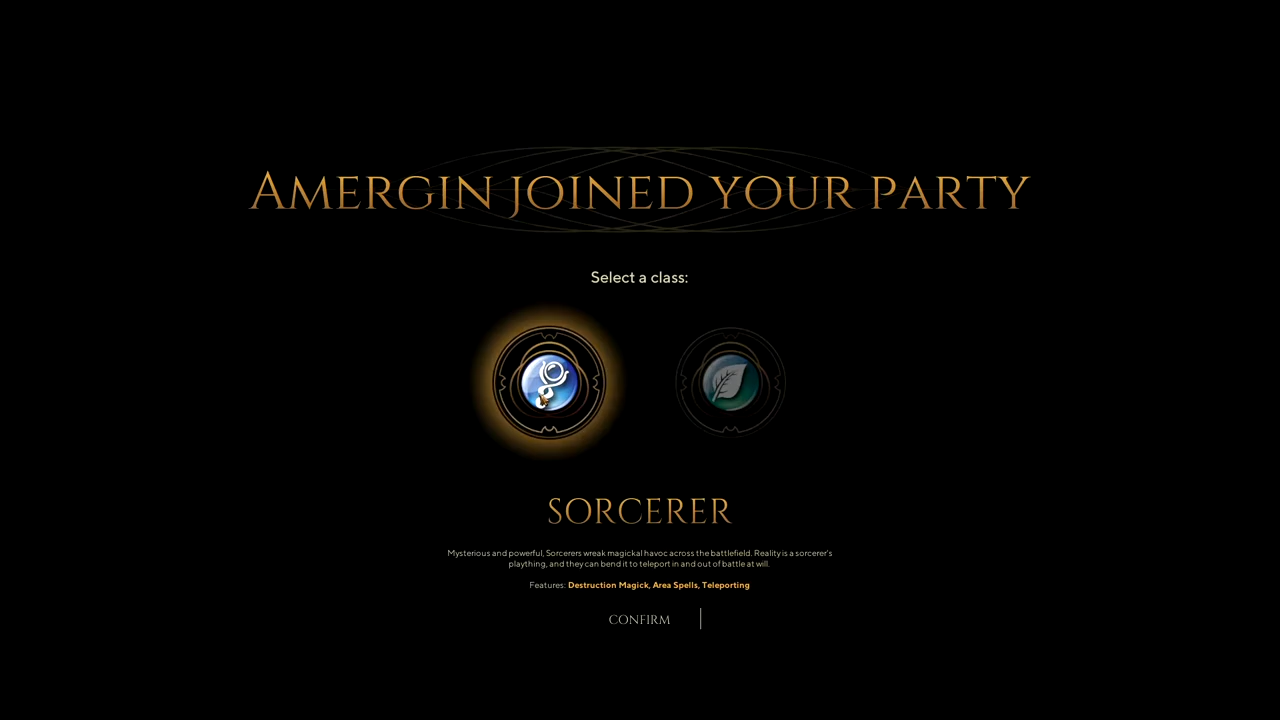 Amergin joined your party
Select a class:
SORCERER
Mysterious and powerful, Sorcerers wreak magickal havoc across the battlefield. Reality is a sorcerer's
plaything, and they can bend it to teleport in and out of battle at will.
Features: Destruction Magick, Area Spells, Teleporting
CONFIRM